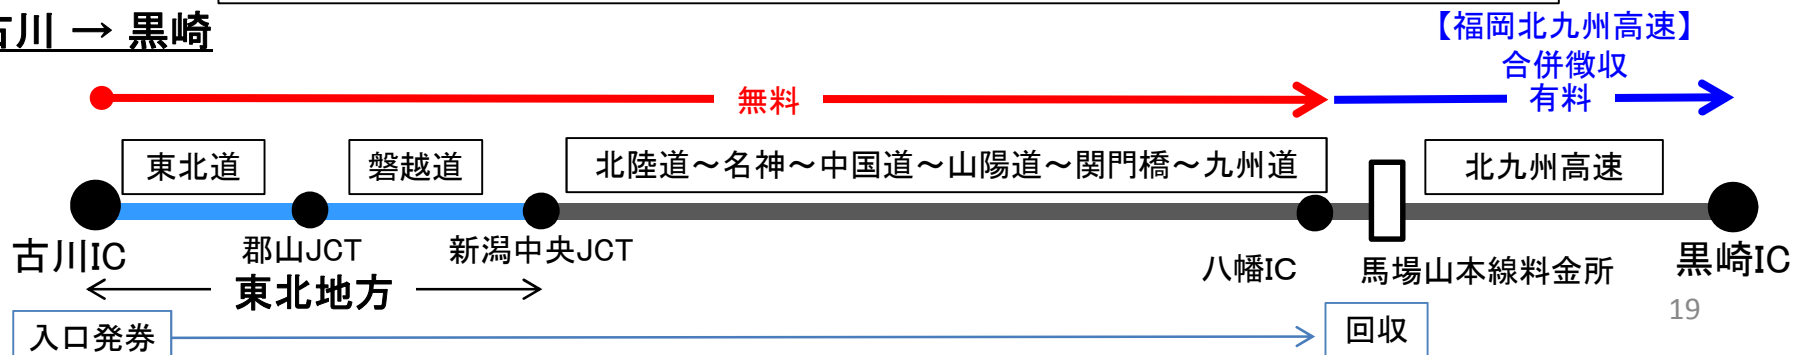 古川 → 黒崎
【福岡北九州高速】
合併徴収
無料
有料
東北道
磐越道
北陸道～名神～中国道～山陽道～関門橋～九州道
北九州高速
古川IC
郡山JCT
新潟中央JCT
八幡IC
馬場山本線料金所
黒崎IC
東北地方
入口発券
回収
19